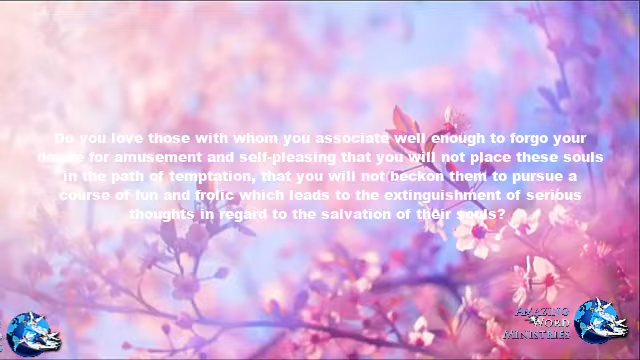 Do you love those with whom you associate well enough to forgo your
desire for amusement and self-pleasing that you will not place these souls
in the path of temptation, that you will not beckon them to pursue a
course of fun and frolic which leads to the extinguishment of serious
thoughts in regard to the salvation of their souls?
AMAZING
WORD
MINISTRIES